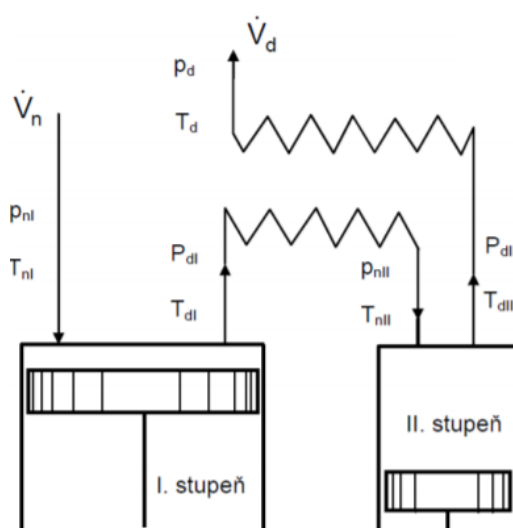 V̇n
pnI
TnI
V̇d
pd
Td
PdI
TdI
pnII
TnII
PdI
TdII
I. stupeň
II. stupeň